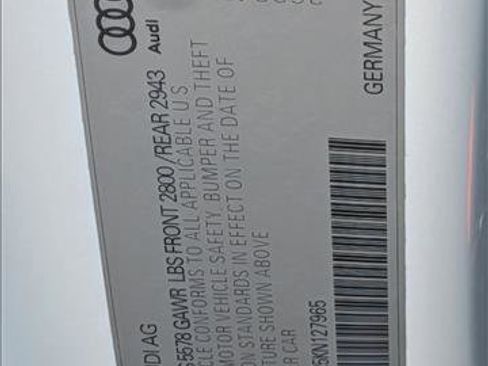 Audi
DI AG
5578 GAWR LBS FRONT 2800 / REAR 2943
CLE CONFORMS TO ALL APPLICABLE U S
MOTOR VEHICLE SAFETY, BUMPER AND THEFT
ON STANDARDS IN EFFECT ON THE DATE OF
TURE SHOWN ABOVE
R CAR
5KN127965
GERMANY